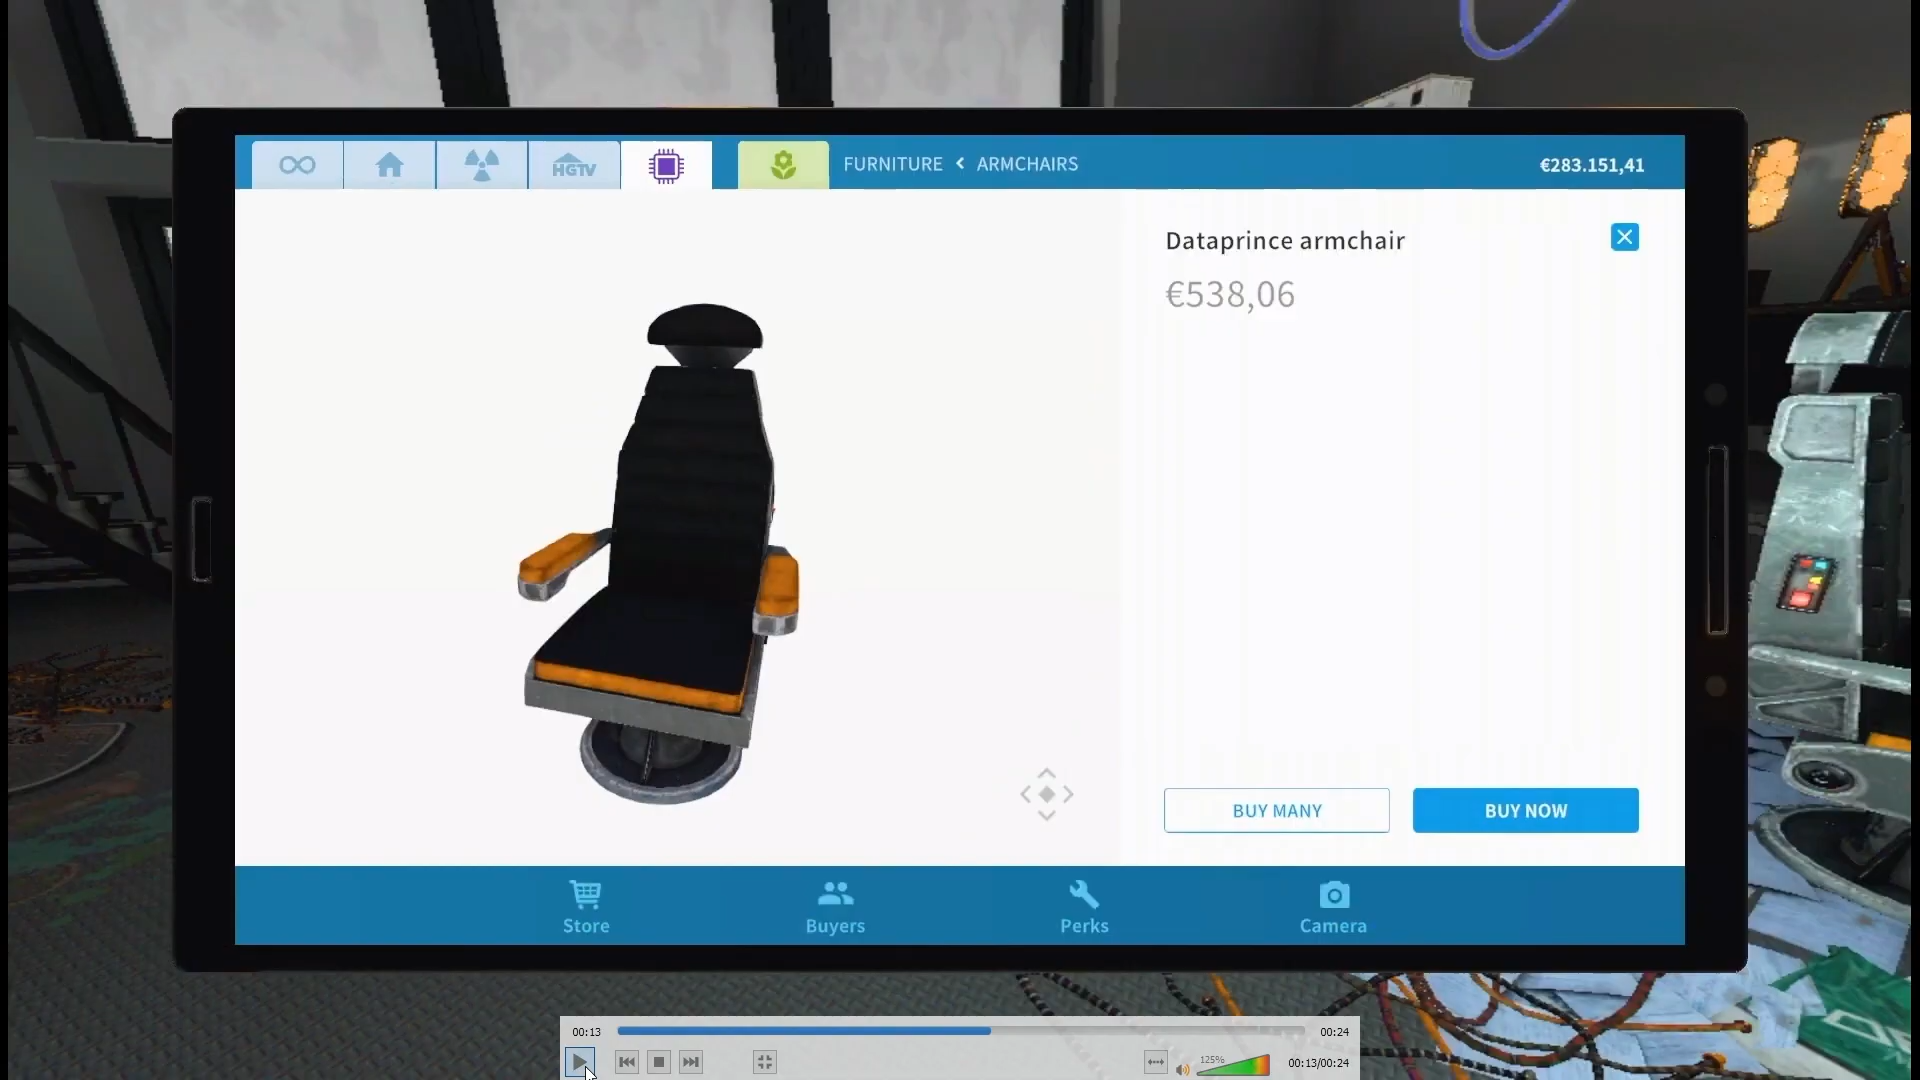 HGTV
FURNITURE < ARMCHAIRS
€283.151,41
Dataprince armchair
€538,06
BUY MANY
BUY NOW
Store
Buyers
Perks
Camera
00:13
00:24
125%
00:13/00:24